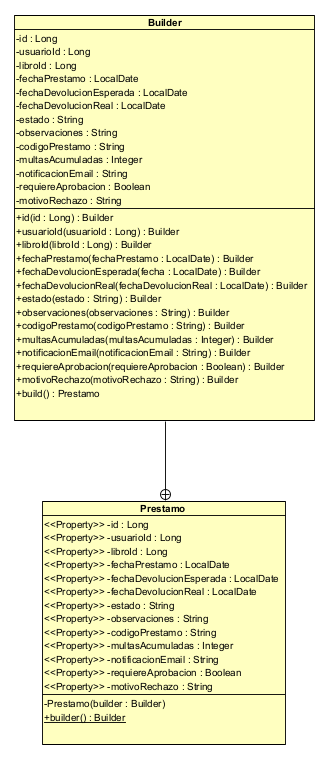 Builder
-id : Long
-usuarioId : Long
-libroId : Long
-fechaPrestamo : LocalDate
-fechaDevolucionEsperada : LocalDate
-fechaDevolucionReal : LocalDate
-estado : String
-observaciones : String
-codigoPrestamo : String
-multasAcumuladas : Integer
-notificacionEmail : String
-requiereAprobacion : Boolean
-motivoRechazo : String
+id(id : Long) : Builder
+usuarioId(usuarioId : Long) : Builder
+libroId(libroId : Long) : Builder
+fechaPrestamo(fechaPrestamo : LocalDate) : Builder
+fechaDevolucionEsperada(fecha : LocalDate) : Builder
+fechaDevolucionReal(fechaDevolucionReal : LocalDate) : Builder
+estado(estado : String) : Builder
+observaciones(observaciones : String) : Builder
+codigoPrestamo(codigoPrestamo : String) : Builder
+multasAcumuladas(multasAcumuladas : Integer) : Builder
+notificacionEmail(notificacionEmail : String) : Builder
+requiereAprobacion(requiereAprobacion : Boolean) : Builder
+motivoRechazo(motivoRechazo : String) : Builder
+build() : Prestamo
Prestamo
<<Property>> -id : Long
<<Property>> -usuarioId : Long
<<Property>> -libroId : Long
<<Property>> -fechaPrestamo : LocalDate
<<Property>> -fechaDevolucionEsperada : LocalDate
<<Property>> -fechaDevolucionReal : LocalDate
<<Property>> -estado : String
<<Property>> -observaciones : String
<<Property>> -codigoPrestamo : String
<<Property>> -multasAcumuladas : Integer
<<Property>> -notificacionEmail : String
<<Property>> -requiereAprobacion : Boolean
<<Property>> -motivoRechazo : String
-Prestamo(builder : Builder)
+builder() : Builder